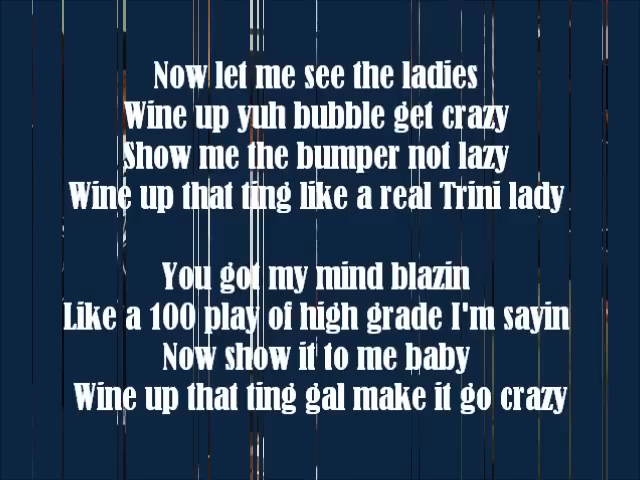 Now let me see the ladies
Wine up yuh bubble get crazy
Show me the bumper not lazy
Wine up that ting like a real Trini lady
You got my mind blazin
Like a 100 play of high grade I'm sayin
Now show it to me baby
Wine up that ting gal make it go crazy